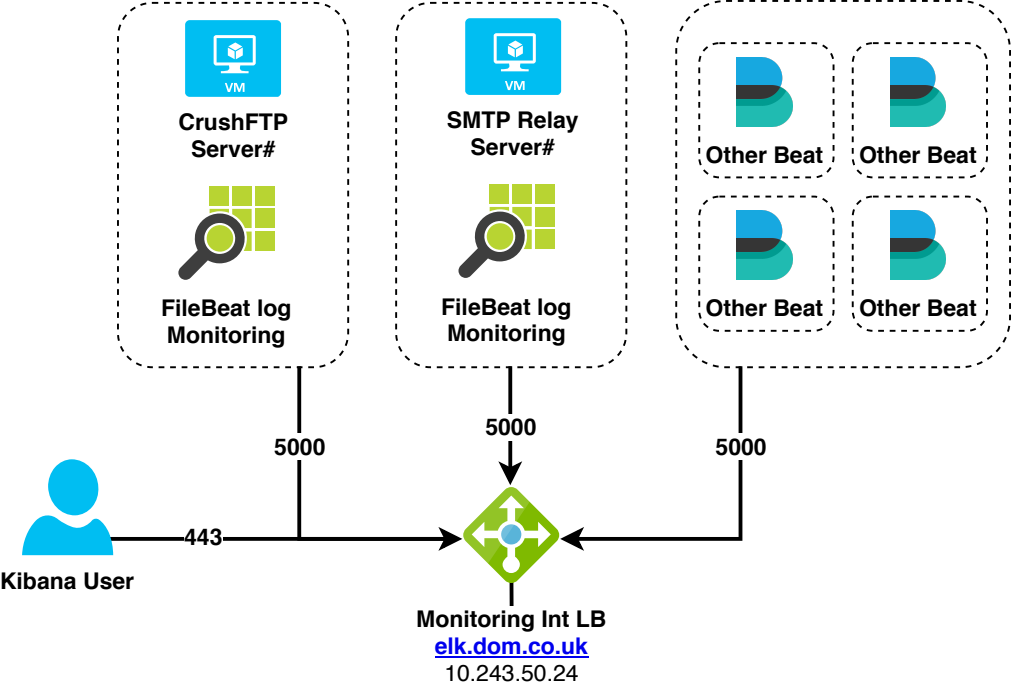 VM
CrushFTP
Server#
FileBeat log
Monitoring
VM
SMTP Relay
Server#
FileBeat log
Monitoring
Other Beat
Other Beat
Other Beat
Other Beat
5000
5000
5000
443
Kibana User
Monitoring Int LB
elk.dom.co.uk
10.243.50.24